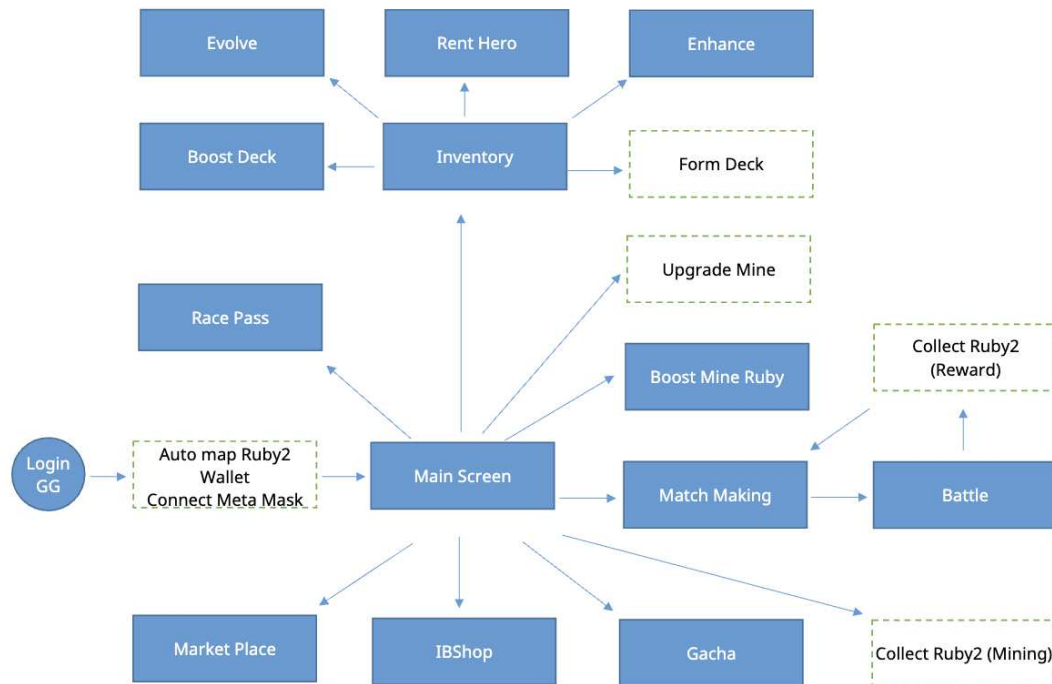 Evolve
Rent Hero
Enhance
Boost Deck
Inventory
Form Deck
Upgrade Mine
Race Pass
Boost Mine Ruby
Collect Ruby2
(Reward)
Login
GG
Auto map Ruby2
Wallet
Connect Meta Mask
Main Screen
Match Making
Battle
Market Place
IBShop
Gacha
Collect Ruby2 (Mining)